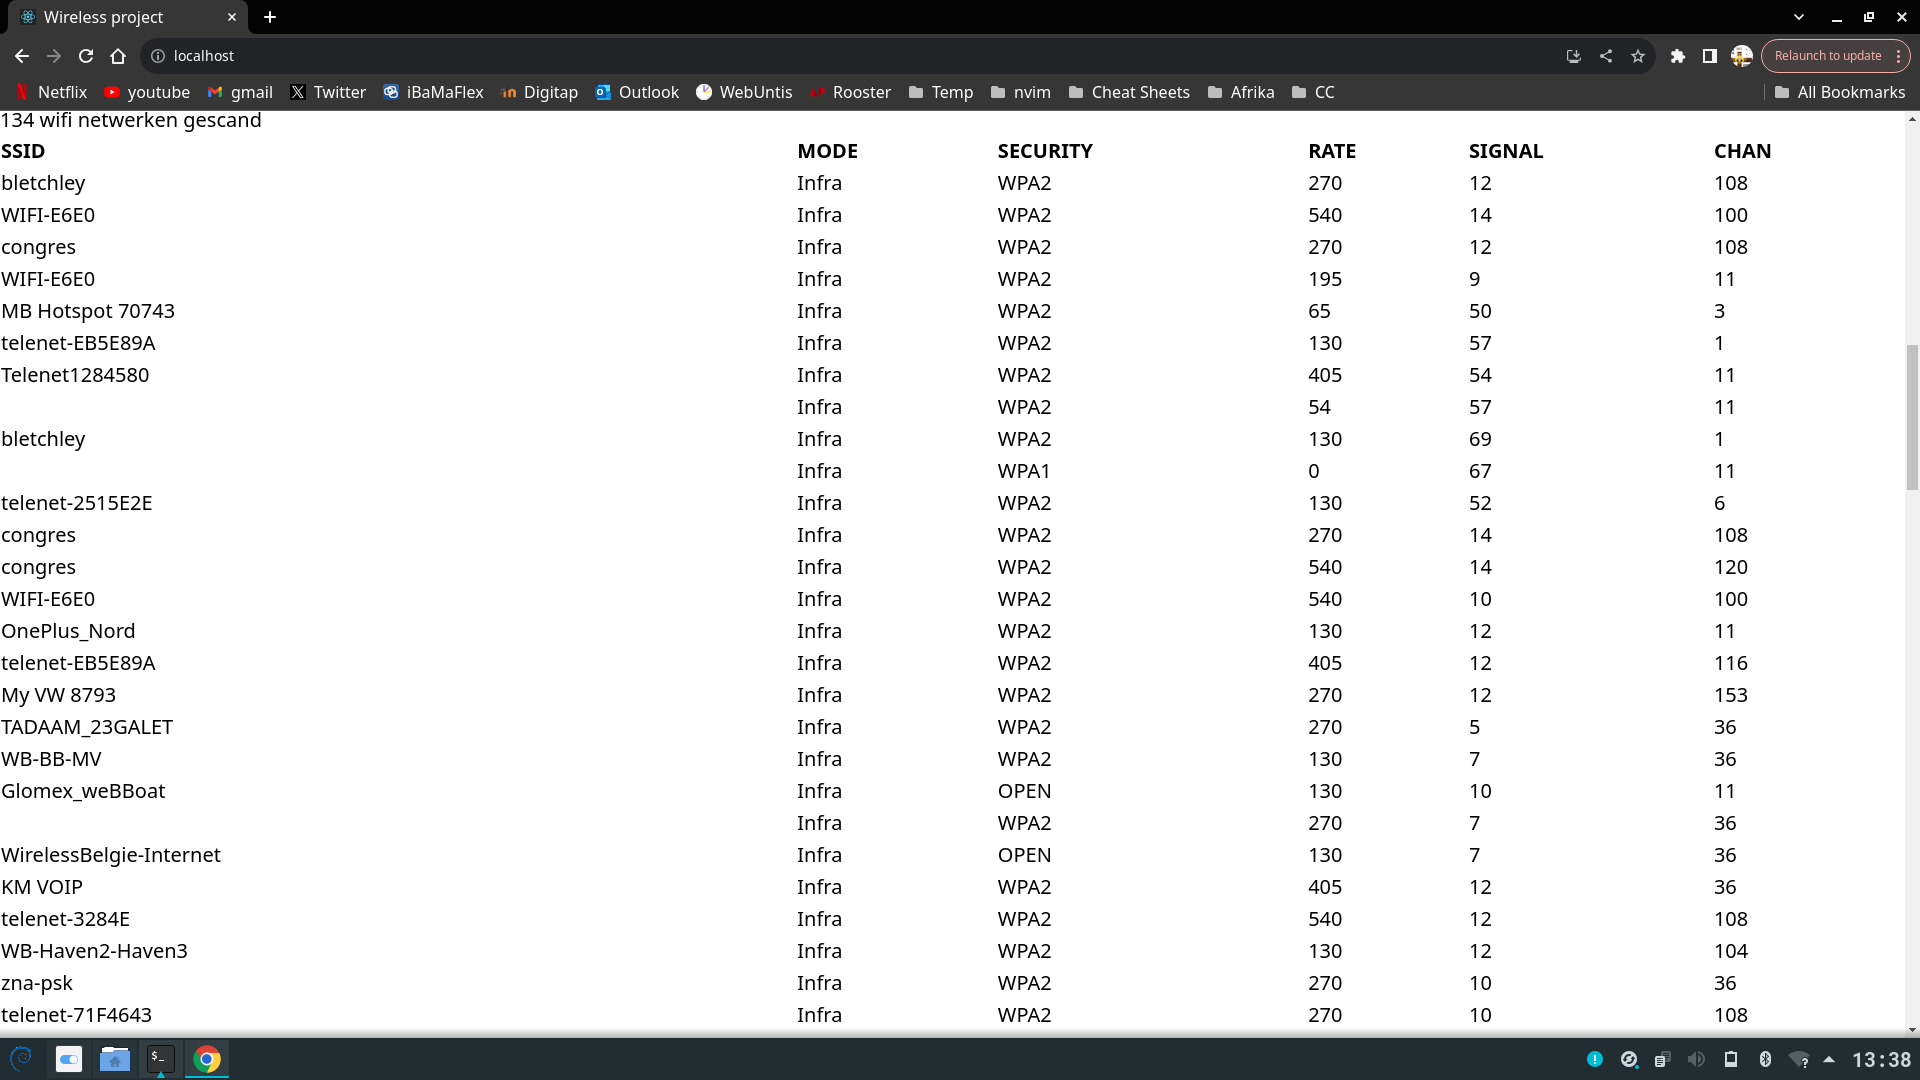 Wireless project
localhost
Relaunch to update
Netflix youtube gmail Twitter iBaMaFlex Digitap Outlook WebUntis Rooster Temp nvim Cheat Sheets Afrika CC All Bookmarks
134 wifi netwerken gescand
SSID MODE SECURITY RATE SIGNAL CHAN
bletchley Infra WPA2 270 12 108
WIFI-E6E0 Infra WPA2 540 14 100
congres Infra WPA2 270 12 108
WIFI-E6E0 Infra WPA2 195 9 11
MB Hotspot 70743 Infra WPA2 65 50 3
telenet-EB5E89A Infra WPA2 130 57 1
Telenet1284580 Infra WPA2 405 54 11
Infra WPA2 54 57 11
bletchley Infra WPA2 130 69 1
Infra WPA1 0 67 11
telenet-2515E2E Infra WPA2 130 52 6
congres Infra WPA2 270 14 108
congres Infra WPA2 540 14 120
WIFI-E6E0 Infra WPA2 540 10 100
OnePlus_Nord Infra WPA2 130 12 11
telenet-EB5E89A Infra WPA2 405 12 116
My VW 8793 Infra WPA2 270 12 153
TADAAM_23GALET Infra WPA2 270 5 36
WB-BB-MV Infra WPA2 130 7 36
Glomex_weBBoat Infra OPEN 130 10 11
Infra WPA2 270 7 36
WirelessBelgie-Internet Infra OPEN 130 7 36
KM VOIP Infra WPA2 405 12 36
telenet-3284E Infra WPA2 540 12 108
WB-Haven2-Haven3 Infra WPA2 130 12 104
zna-psk Infra WPA2 270 10 36
telenet-71F4643 Infra WPA2 270 10 108
13:38